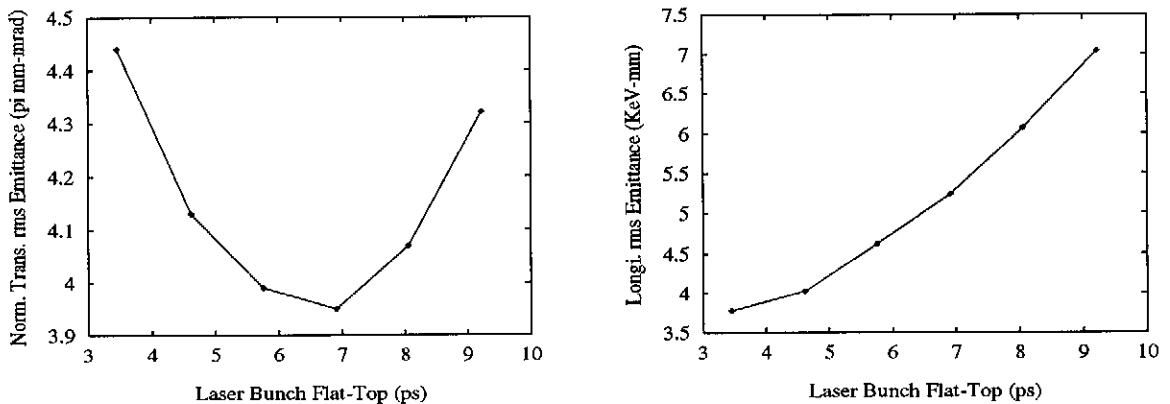 4.5
4.4
4.3
4.2
4.1
4
3.9
3 4 5 6 7 8 9 10
Norm. Trans. rms Emittance (pi mm-mrad)
Laser Bunch Flat-Top (ps)
7.5
7
6.5
6
5.5
5
4.5
4
3.5
3 4 5 6 7 8 9 10
Longi. rms Emittance (KeV-mm)
Laser Bunch Flat-Top (ps)